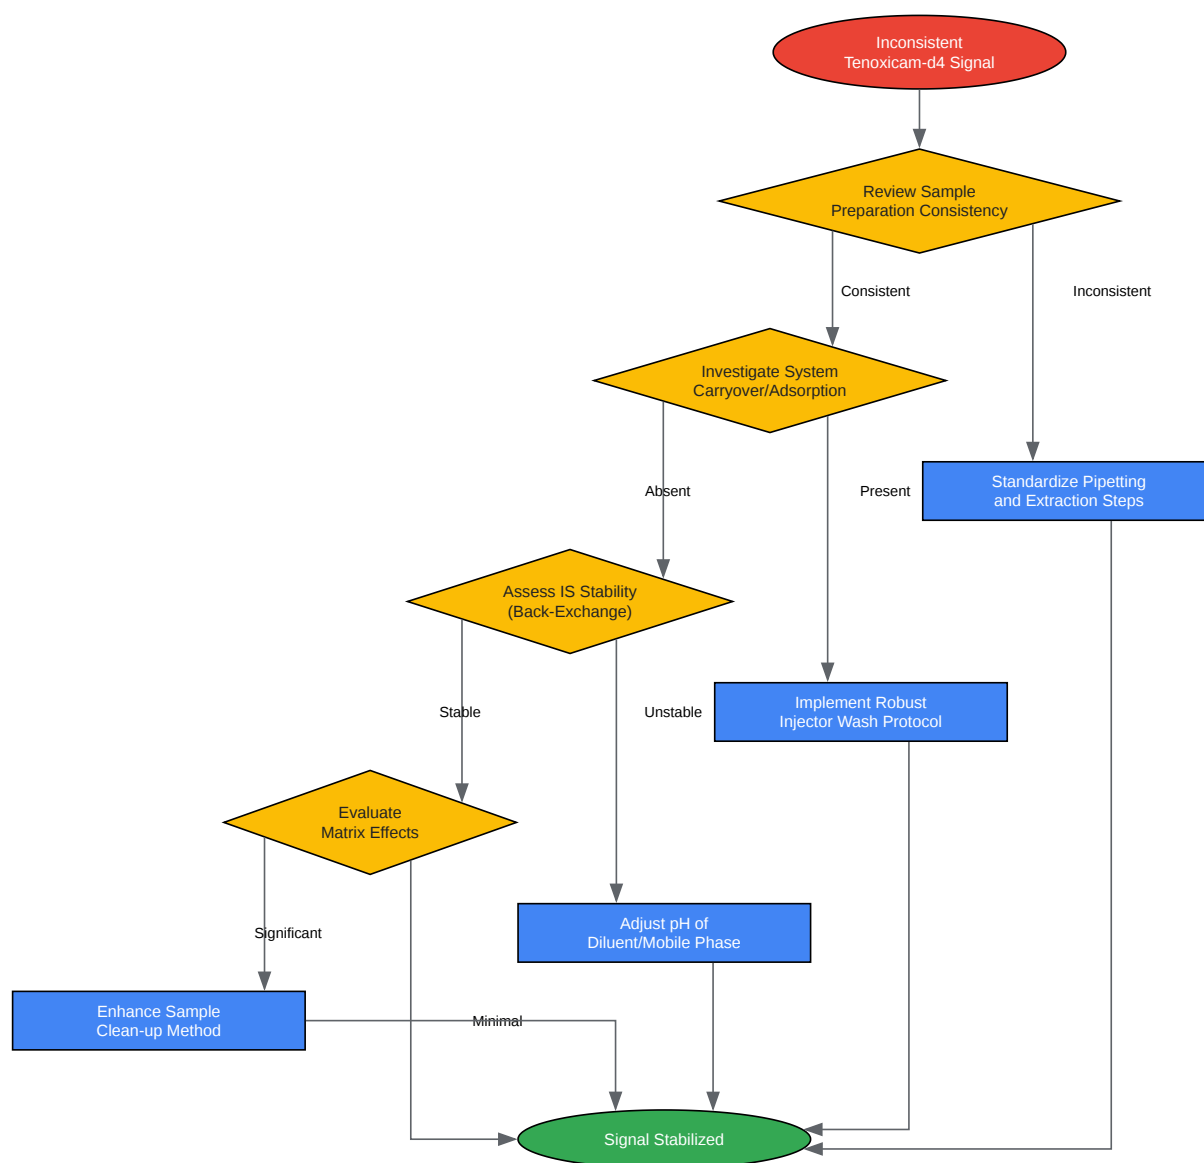 Inconsistent
Tenoxicam-d4 Signal
Review Sample
Preparation Consistency
Consistent
Inconsistent
Investigate System
Carryover/Adsorption
Absent
Present
Standardize Pipetting
and Extraction Steps
Assess IS Stability
(Back-Exchange)
Stable
Unstable
Implement Robust
Injector Wash Protocol
Evaluate
Matrix Effects
Significant
Adjust pH of
Diluent/Mobile Phase
Enhance Sample
Clean-up Method
Minimal
Signal Stabilized